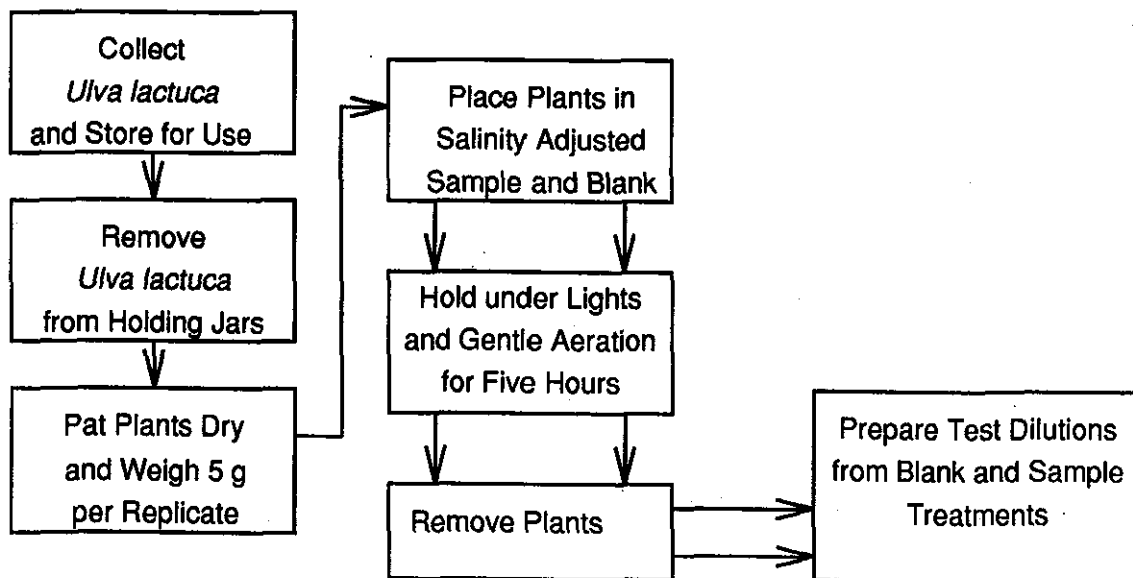 Collect
Ulva lactuca
and Store for Use
Remove
Ulva lactuca
from Holding Jars
Pat Plants Dry
and Weigh 5 g
per Replicate
Place Plants in
Salinity Adjusted
Sample and Blank
Hold under Lights
and Gentle Aeration
for Five Hours
Remove Plants
Prepare Test Dilutions
from Blank and Sample
Treatments